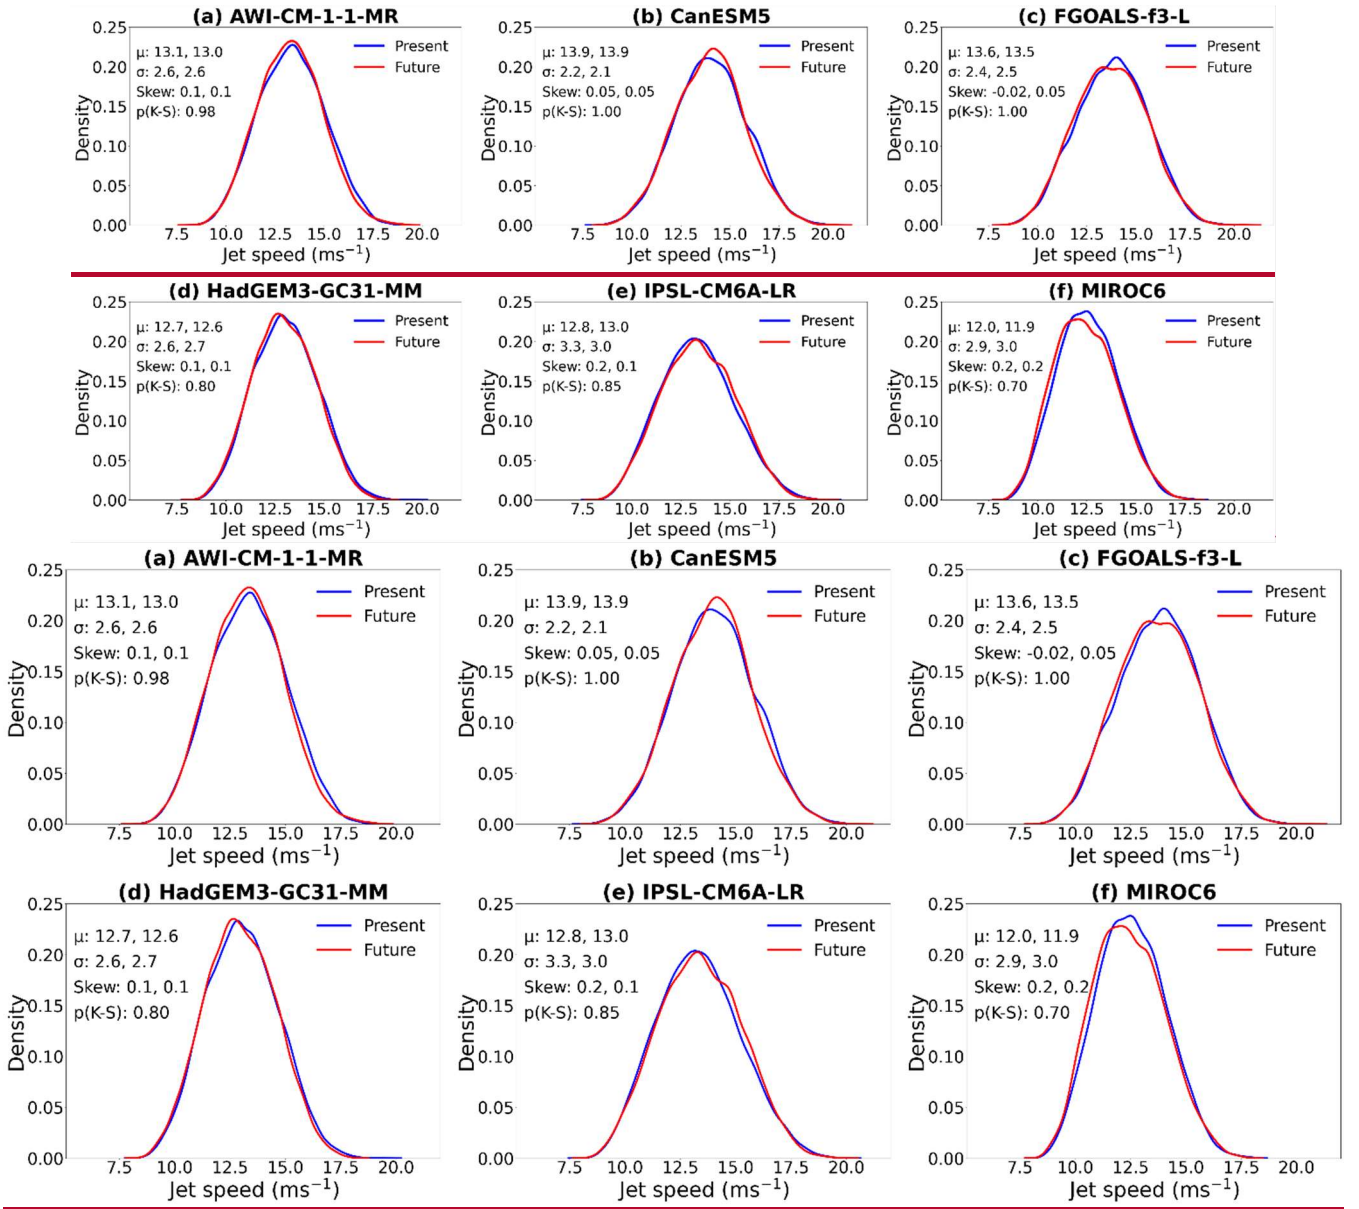 (a) AWI-CM-1-1-MR
μ: 13.1, 13.0
σ: 2.6, 2.6
Skew: 0.1, 0.1
p(K-S): 0.98
Present
Future
0.25
0.20
0.15
0.10
0.05
0.00
Density
7.5 10.0 12.5 15.0 17.5 20.0
Jet speed (ms⁻¹)
(b) CanESM5
μ: 13.9, 13.9
σ: 2.2, 2.1
Skew: 0.05, 0.05
p(K-S): 1.00
Present
Future
0.25
0.20
0.15
0.10
0.05
0.00
Density
7.5 10.0 12.5 15.0 17.5 20.0
Jet speed (ms⁻¹)
(c) FGOALS-f3-L
μ: 13.6, 13.5
σ: 2.4, 2.5
Skew: -0.02, 0.05
p(K-S): 1.00
Present
Future
0.25
0.20
0.15
0.10
0.05
0.00
Density
7.5 10.0 12.5 15.0 17.5 20.0
Jet speed (ms⁻¹)
(d) HadGEM3-GC31-MM
μ: 12.7, 12.6
σ: 2.6, 2.7
Skew: 0.1, 0.1
p(K-S): 0.80
Present
Future
0.25
0.20
0.15
0.10
0.05
0.00
Density
7.5 10.0 12.5 15.0 17.5 20.0
Jet speed (ms⁻¹)
(e) IPSL-CM6A-LR
μ: 12.8, 13.0
σ: 3.3, 3.0
Skew: 0.2, 0.1
p(K-S): 0.85
Present
Future
0.25
0.20
0.15
0.10
0.05
0.00
Density
7.5 10.0 12.5 15.0 17.5 20.0
Jet speed (ms⁻¹)
(f) MIROC6
μ: 12.0, 11.9
σ: 2.9, 3.0
Skew: 0.2, 0.2
p(K-S): 0.70
Present
Future
0.25
0.20
0.15
0.10
0.05
0.00
Density
7.5 10.0 12.5 15.0 17.5 20.0
Jet speed (ms⁻¹)
(a) AWI-CM-1-1-MR
μ: 13.1, 13.0
σ: 2.6, 2.6
Skew: 0.1, 0.1
p(K-S): 0.98
Present
Future
0.25
0.20
0.15
0.10
0.05
0.00
Density
7.5 10.0 12.5 15.0 17.5 20.0
Jet speed (ms⁻¹)
(b) CanESM5
μ: 13.9, 13.9
σ: 2.2, 2.1
Skew: 0.05, 0.05
p(K-S): 1.00
Present
Future
0.25
0.20
0.15
0.10
0.05
0.00
Density
7.5 10.0 12.5 15.0 17.5 20.0
Jet speed (ms⁻¹)
(c) FGOALS-f3-L
μ: 13.6, 13.5
σ: 2.4, 2.5
Skew: -0.02, 0.05
p(K-S): 1.00
Present
Future
0.25
0.20
0.15
0.10
0.05
0.00
Density
7.5 10.0 12.5 15.0 17.5 20.0
Jet speed (ms⁻¹)
(d) HadGEM3-GC31-MM
μ: 12.7, 12.6
σ: 2.6, 2.7
Skew: 0.1, 0.1
p(K-S): 0.80
Present
Future
0.25
0.20
0.15
0.10
0.05
0.00
Density
7.5 10.0 12.5 15.0 17.5 20.0
Jet speed (ms⁻¹)
(e) IPSL-CM6A-LR
μ: 12.8, 13.0
σ: 3.3, 3.0
Skew: 0.2, 0.1
p(K-S): 0.85
Present
Future
0.25
0.20
0.15
0.10
0.05
0.00
Density
7.5 10.0 12.5 15.0 17.5 20.0
Jet speed (ms⁻¹)
(f) MIROC6
μ: 12.0, 11.9
σ: 2.9, 3.0
Skew: 0.2, 0.2
p(K-S): 0.70
Present
Future
0.25
0.20
0.15
0.10
0.05
0.00
Density
7.5 10.0 12.5 15.0 17.5 20.0
Jet speed (ms⁻¹)